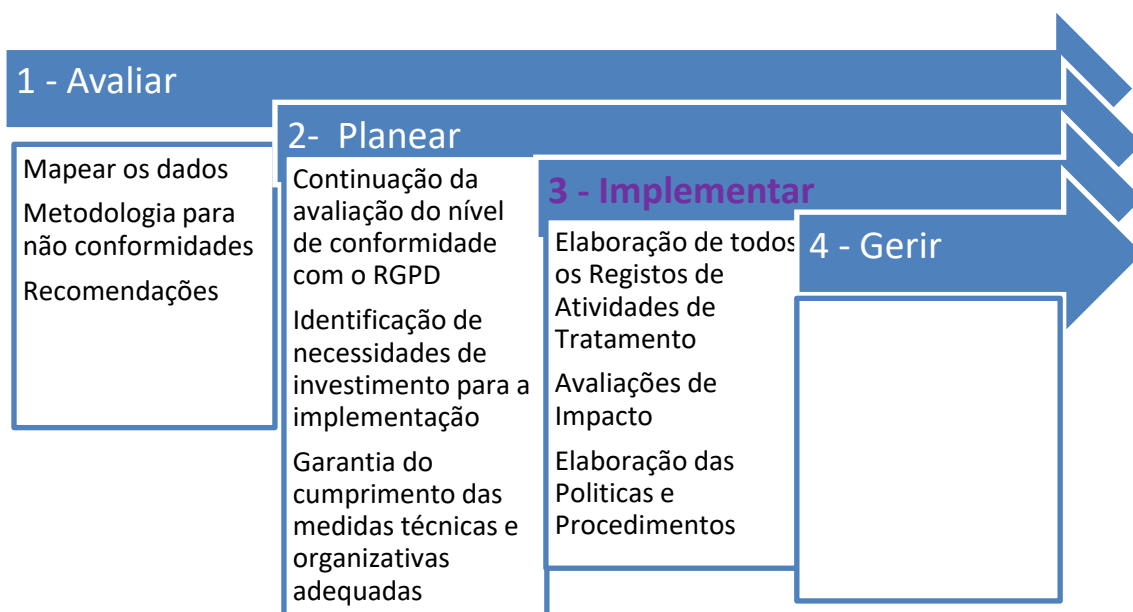 1 - Avaliar
Mapear os dados
Metodologia para
não conformidades
Recomendações
2-  Planear
Continuação da
avaliação do nível
de conformidade
com o RGPD
Identificação de
necessidades de
investimento para a
implementação
Garantia do
cumprimento das
medidas técnicas e
organizativas
adequadas
3 - Implementar
Elaboração de todos
os Registos de
Atividades de
Tratamento
Avaliações de
Impacto
Elaboração das
Politicas e
Procedimentos
4 - Gerir